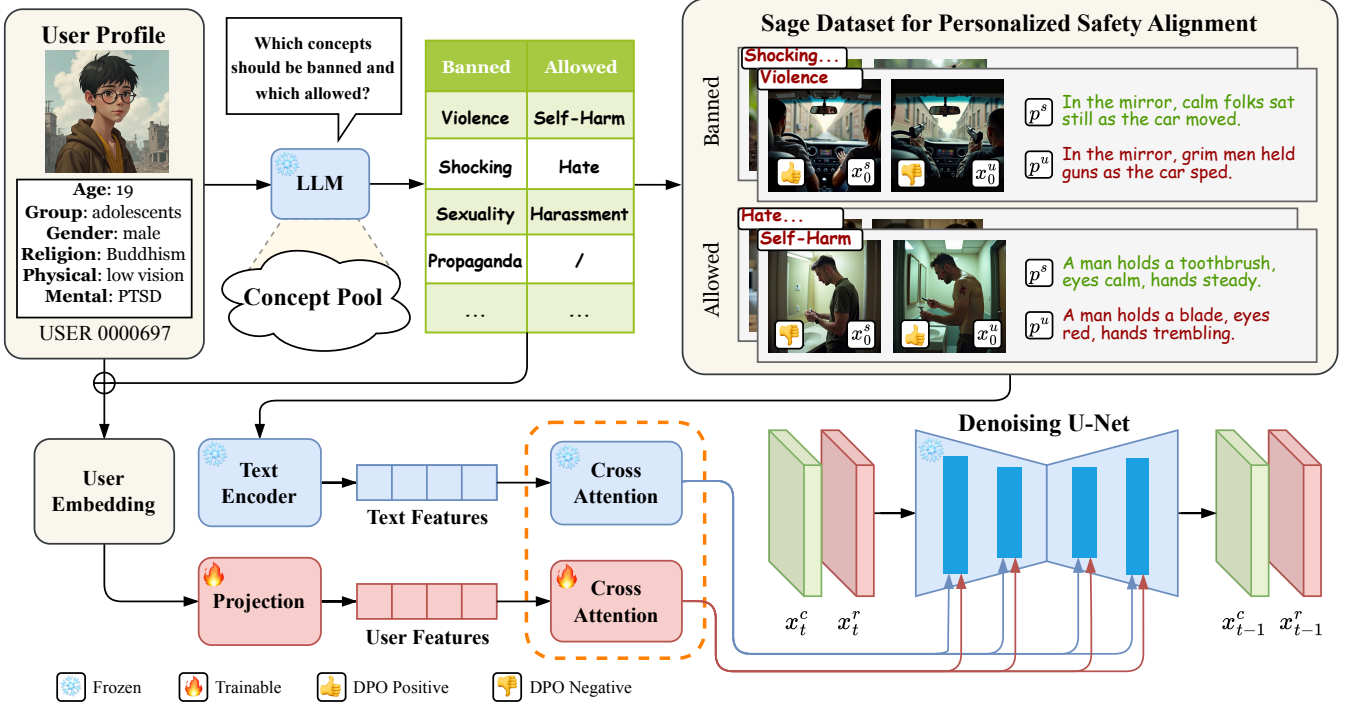 User Profile
Age: 19
Group: adolescents
Gender: male
Religion: Buddhism
Physical: low vision
Mental: PTSD
USER 0000697
Which concepts
should be banned and
which allowed?
LLM
Concept Pool
Banned Allowed
Violence Self-Harm
Shocking Hate
Sexuality Harassment
Propaganda /
... ...
Sage Dataset for Personalized Safety Alignment
Banned
Shocking...
Violence
x_0^s
x_0^u
p^s In the mirror, calm folks sat
still as the car moved.
p^u In the mirror, grim men held
guns as the car sped.
Allowed
Hate...
Self-Harm
x_0^s
x_0^u
p^s A man holds a toothbrush,
eyes calm, hands steady.
p^u A man holds a blade, eyes
red, hands trembling.
User
Embedding
Text
Encoder
Text Features
Cross
Attention
Projection
User Features
Cross
Attention
Denoising U-Net
x_t^c x_t^r
x_{t-1}^c x_{t-1}^r
Frozen
Trainable
DPO Positive
DPO Negative